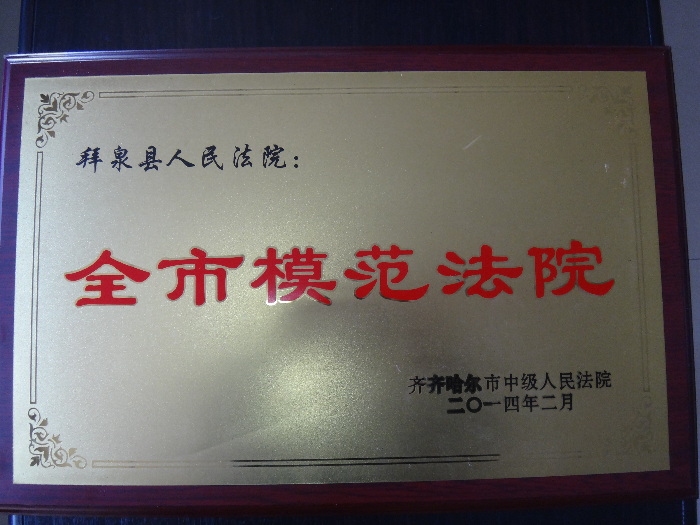 拜泉县人民法院：
全市模范法院
齐齐哈尔市中级人民法院
二〇一四年二月